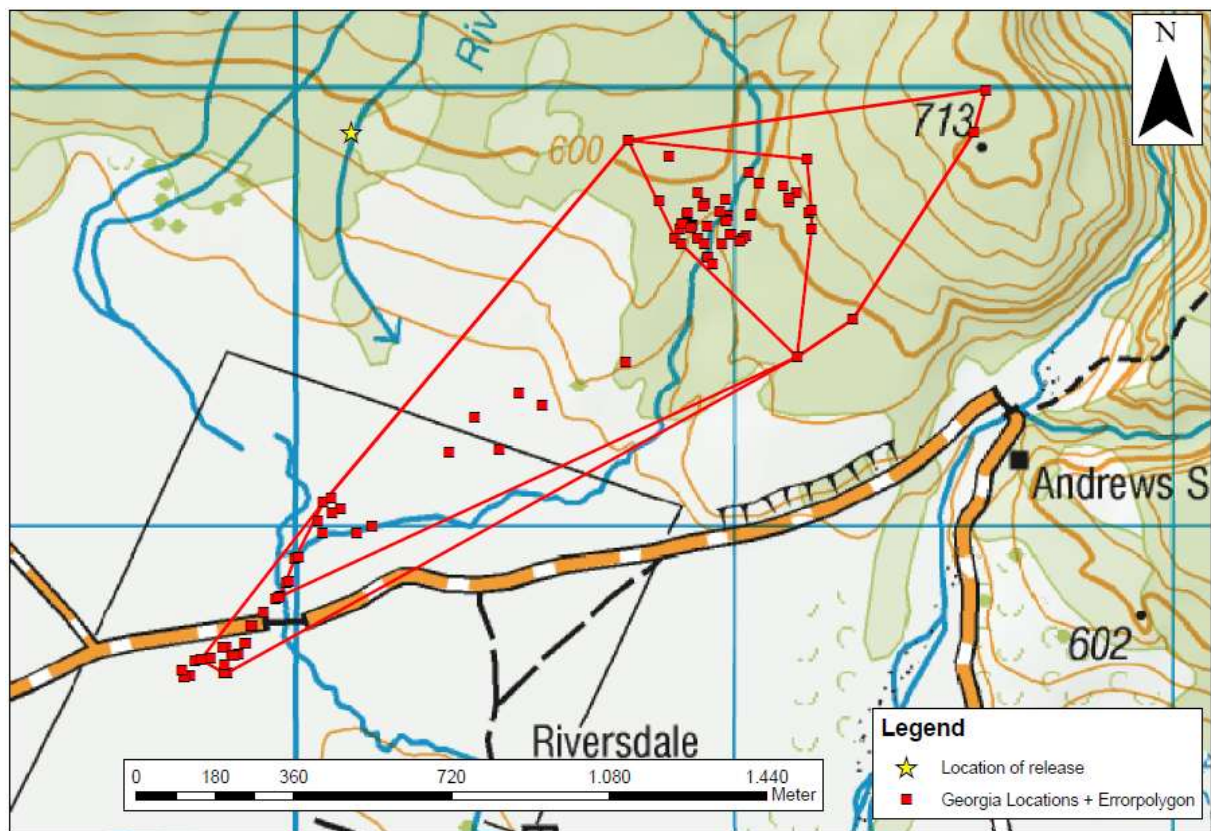 Riv
N
713
600
Andrews S
602
Riversdale
Legend
Location of release
Georgia Locations + Errorpolygon
0 180 360 720 1.080 1.440
Meter